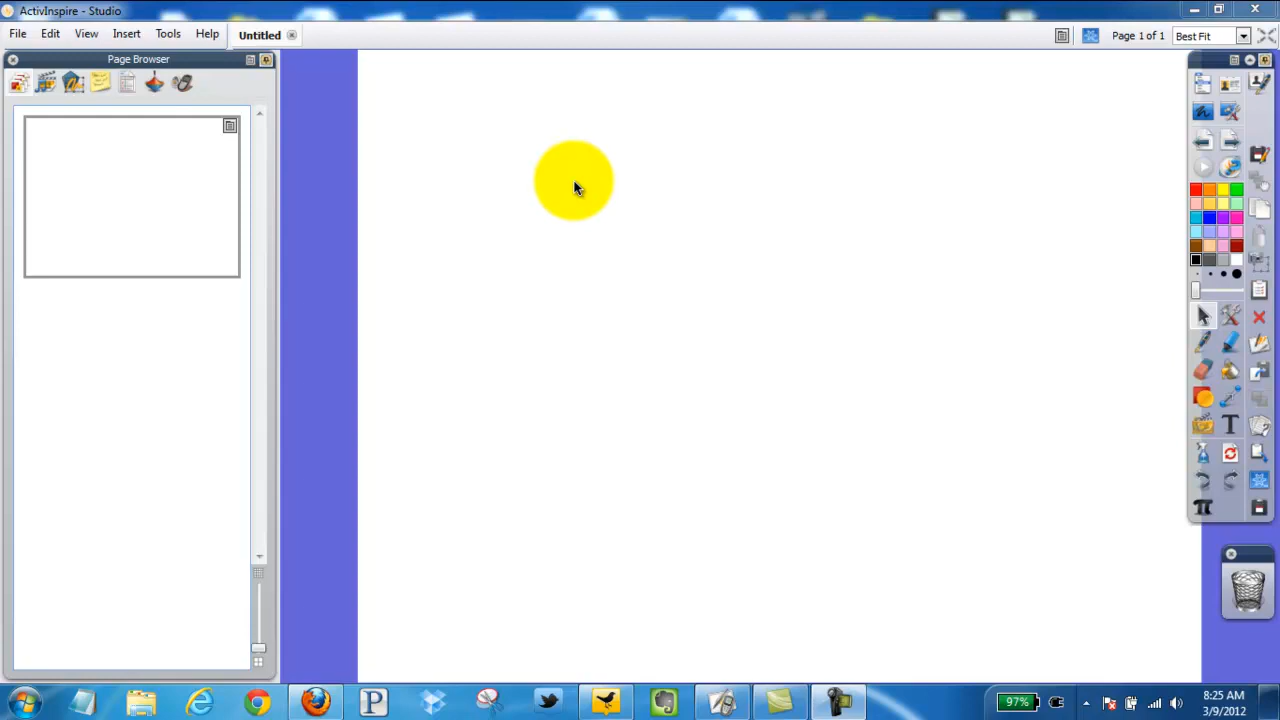 ActivInspire - Studio
File Edit View Insert Tools Help Untitled Page 1 of 1 Best Fit
Page Browser
T
π
P
97%
8:25 AM
3/9/2012